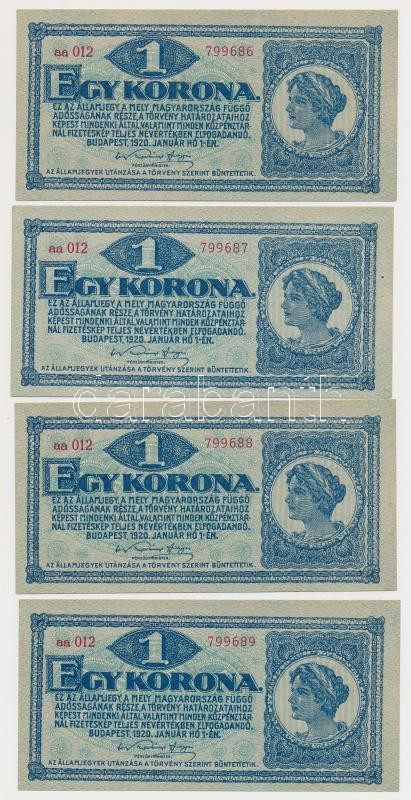 aa 012 1 799686
EGY KORONA.
EZ AZ ÁLLAMJEGY A MELY MAGYARORSZÁG FÜGGŐ
ADÓSSÁGÁNAK RÉSZE, A TÖRVÉNY HATÁROZATAIHOZ
KÉPEST MINDENKI ÁLTAL, VALAMINT MINDEN KÖZPÉNZTÁR-
NÁL FIZETÉSKÉP TELJES NÉVÉRTÉKBEN ELFOGADANDÓ.
BUDAPEST, 1920. JANUÁR HÓ 1-ÉN.
PÉNZÜGYMINISTER.
AZ ÁLLAMJEGYEK UTÁNZÁSA A TÖRVÉNY SZERINT BÜNTETTETIK.
aa 012 1 799687
EGY KORONA.
EZ AZ ÁLLAMJEGY A MELY MAGYARORSZÁG FÜGGŐ
ADÓSSÁGÁNAK RÉSZE, A TÖRVÉNY HATÁROZATAIHOZ
KÉPEST MINDENKI ÁLTAL, VALAMINT MINDEN KÖZPÉNZTÁR-
NÁL FIZETÉSKÉP TELJES NÉVÉRTÉKBEN ELFOGADANDÓ.
BUDAPEST, 1920. JANUÁR HÓ 1-ÉN.
PÉNZÜGYMINISTER.
AZ ÁLLAMJEGYEK UTÁNZÁSA A TÖRVÉNY SZERINT BÜNTETTETIK.
carabanth
aa 012 1 799688
EGY KORONA.
EZ AZ ÁLLAMJEGY A MELY MAGYARORSZÁG FÜGGŐ
ADÓSSÁGÁNAK RÉSZE, A TÖRVÉNY HATÁROZATAIHOZ
KÉPEST MINDENKI ÁLTAL, VALAMINT MINDEN KÖZPÉNZTÁR-
NÁL FIZETÉSKÉP TELJES NÉVÉRTÉKBEN ELFOGADANDÓ.
BUDAPEST, 1920. JANUÁR HÓ 1-ÉN.
PÉNZÜGYMINISTER.
AZ ÁLLAMJEGYEK UTÁNZÁSA A TÖRVÉNY SZERINT BÜNTETTETIK.
aa 012 1 799689
EGY KORONA.
EZ AZ ÁLLAMJEGY A MELY MAGYARORSZÁG FÜGGŐ
ADÓSSÁGÁNAK RÉSZE, A TÖRVÉNY HATÁROZATAIHOZ
KÉPEST MINDENKI ÁLTAL, VALAMINT MINDEN KÖZPÉNZTÁR-
NÁL FIZETÉSKÉP TELJES NÉVÉRTÉKBEN ELFOGADANDÓ.
BUDAPEST, 1920. JANUÁR HÓ 1-ÉN.
PÉNZÜGYMINISTER.
AZ ÁLLAMJEGYEK UTÁNZÁSA A TÖRVÉNY SZERINT BÜNTETTETIK.